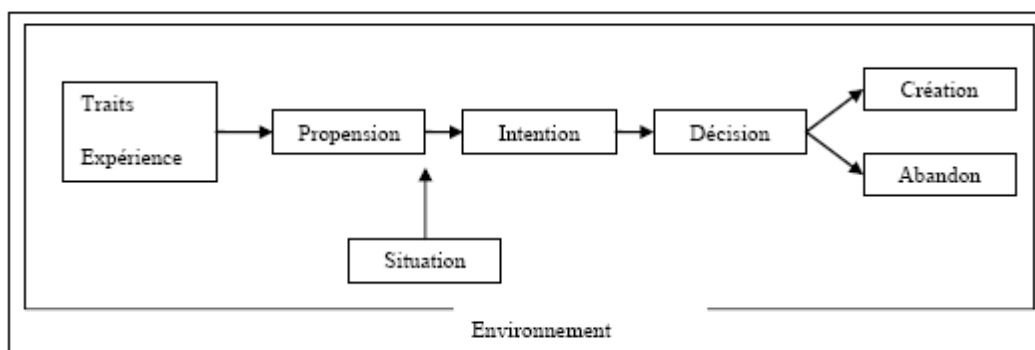 Traits
Expérience
Propension
Intention
Décision
Création
Abandon
Situation
Environnement